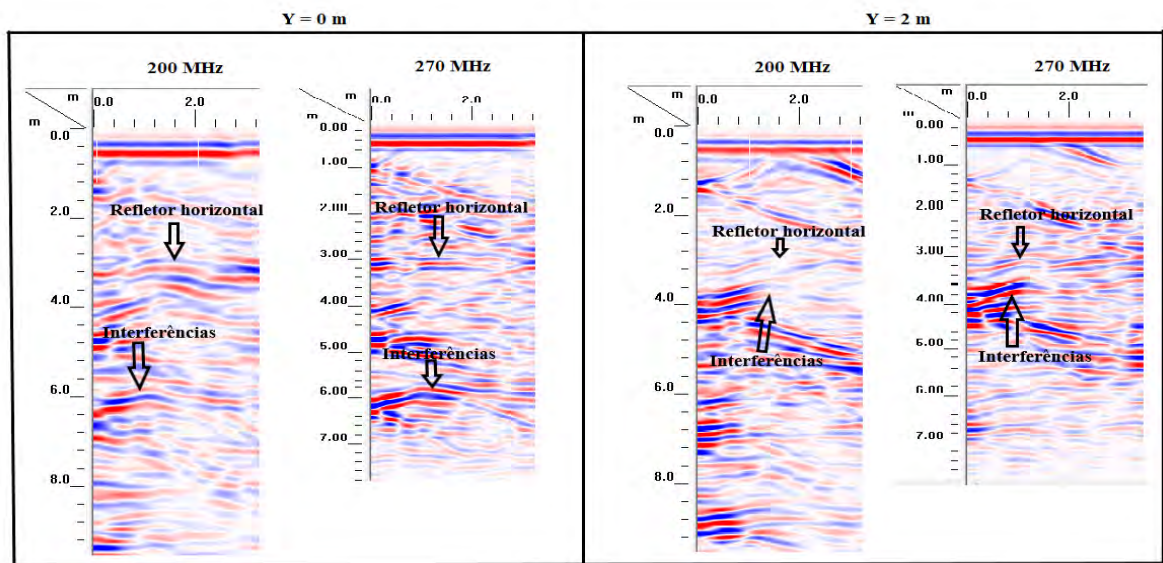 Y = 0 m
200 MHz
m
0.0
2.0
m
0.0
2.0
4.0
6.0
8.0
Refletor horizontal
Interferências
270 MHz
m
0.0
2.0
m
0.00
1.00
2.00
3.00
4.00
5.00
6.00
7.00
Refletor horizontal
Interferências
Y = 2 m
200 MHz
m
0.0
2.0
m
0.0
2.0
4.0
6.0
8.0
Refletor horizontal
Interferências
270 MHz
m
0.0
2.0
m
0.00
1.00
2.00
3.00
4.00
5.00
6.00
7.00
Refletor horizontal
Interferências